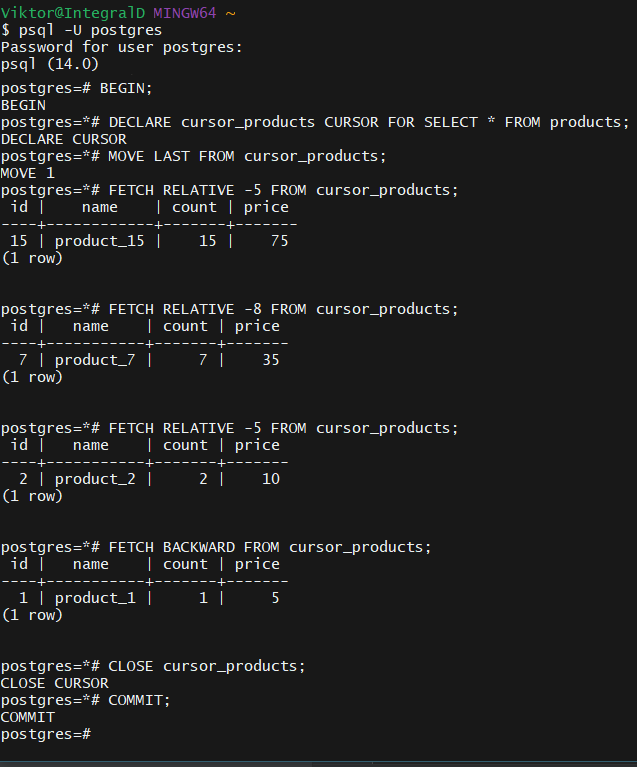 Viktor@IntegralD MINGW64 ~
$ psql -U postgres
Password for user postgres:
psql (14.0)
postgres=# BEGIN;
BEGIN
postgres=*# DECLARE cursor_products CURSOR FOR SELECT * FROM products;
DECLARE CURSOR
postgres=*# MOVE LAST FROM cursor_products;
MOVE 1
postgres=*# FETCH RELATIVE -5 FROM cursor_products;
 id |    name    | count | price
----+------------+-------+-------
 15 | product_15 |    15 |    75
(1 row)
postgres=*# FETCH RELATIVE -8 FROM cursor_products;
 id |   name    | count | price
----+-----------+-------+-------
  7 | product_7 |     7 |    35
(1 row)
postgres=*# FETCH RELATIVE -5 FROM cursor_products;
 id |   name    | count | price
----+-----------+-------+-------
  2 | product_2 |     2 |    10
(1 row)
postgres=*# FETCH BACKWARD FROM cursor_products;
 id |   name    | count | price
----+-----------+-------+-------
  1 | product_1 |     1 |     5
(1 row)
postgres=*# CLOSE cursor_products;
CLOSE CURSOR
postgres=*# COMMIT;
COMMIT
postgres=#